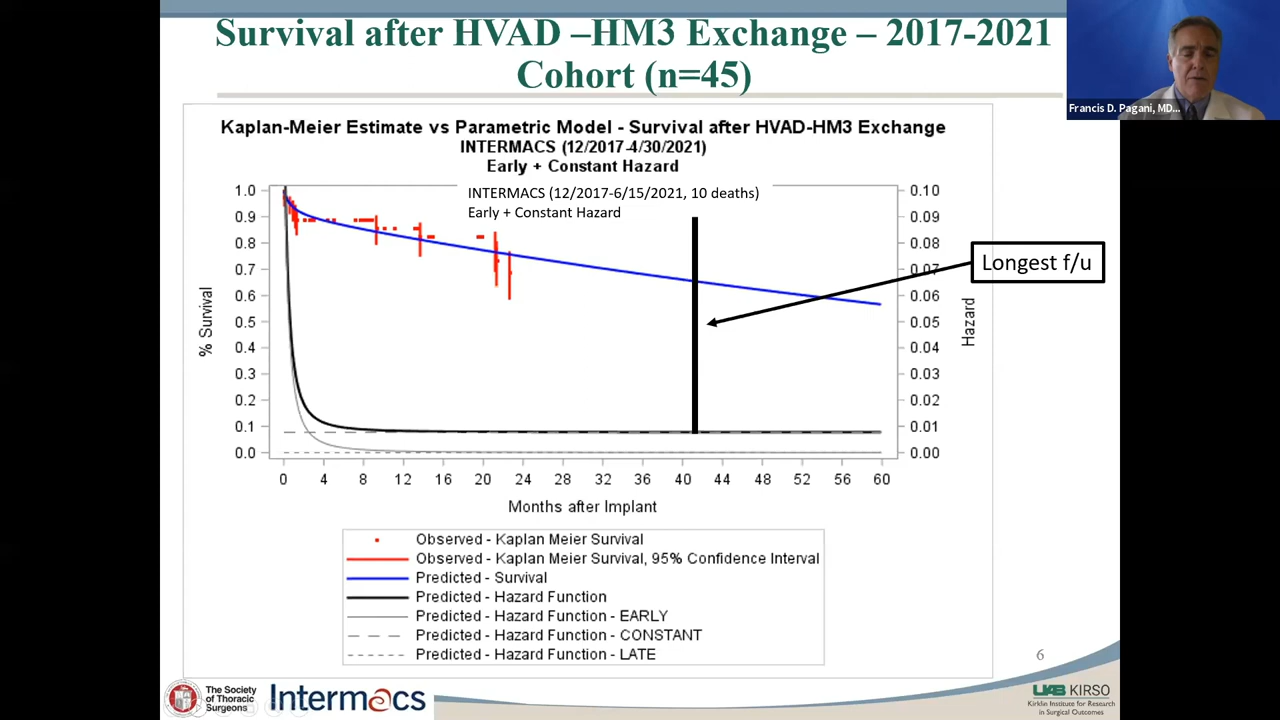 Survival after HVAD –HM3 Exchange – 2017-2021
Cohort (n=45)
Francis D. Pagani, MD...
Kaplan-Meier Estimate vs Parametric Model - Survival after HVAD-HM3 Exchange
INTERMACS (12/2017-4/30/2021)
Early + Constant Hazard
INTERMACS (12/2017-6/15/2021, 10 deaths)
Early + Constant Hazard
1.0
0.9
0.8
0.7
0.6
0.5
0.4
0.3
0.2
0.1
0.0
% Survival
0.10
0.09
0.08
0.07
0.06
0.05
0.04
0.03
0.02
0.01
0.00
Hazard
Longest f/u
0 4 8 12 16 20 24 28 32 36 40 44 48 52 56 60
Months after Implant
Observed - Kaplan Meier Survival
Observed - Kaplan Meier Survival, 95% Confidence Interval
Predicted - Survival
Predicted - Hazard Function
Predicted - Hazard Function - EARLY
Predicted - Hazard Function - CONSTANT
Predicted - Hazard Function - LATE
6
The Society
of Thoracic
Surgeons
Intermacs
UAB KIRSO
Kirklin Institute for Research
in Surgical Outcomes